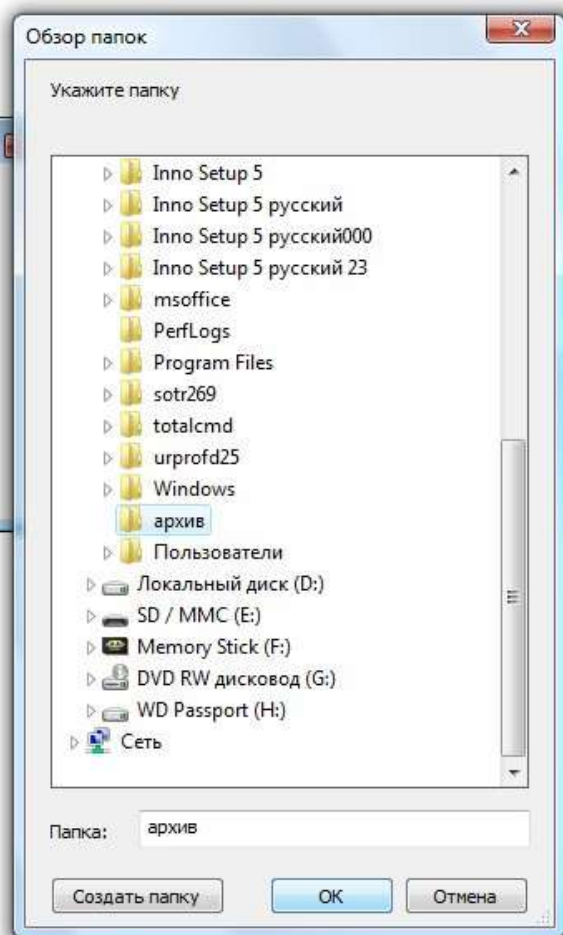 Обзор папок
Укажите папку
Inno Setup 5
Inno Setup 5 русский
Inno Setup 5 русский000
Inno Setup 5 русский 23
msoffice
PerfLogs
Program Files
sotr269
totalcmd
urprofd25
Windows
архив
Пользователи
Локальный диск (D:)
SD / MMC (E:)
Memory Stick (F:)
DVD RW дисковод (G:)
WD Passport (H:)
Сеть
Папка: архив
Создать папку OK Отмена